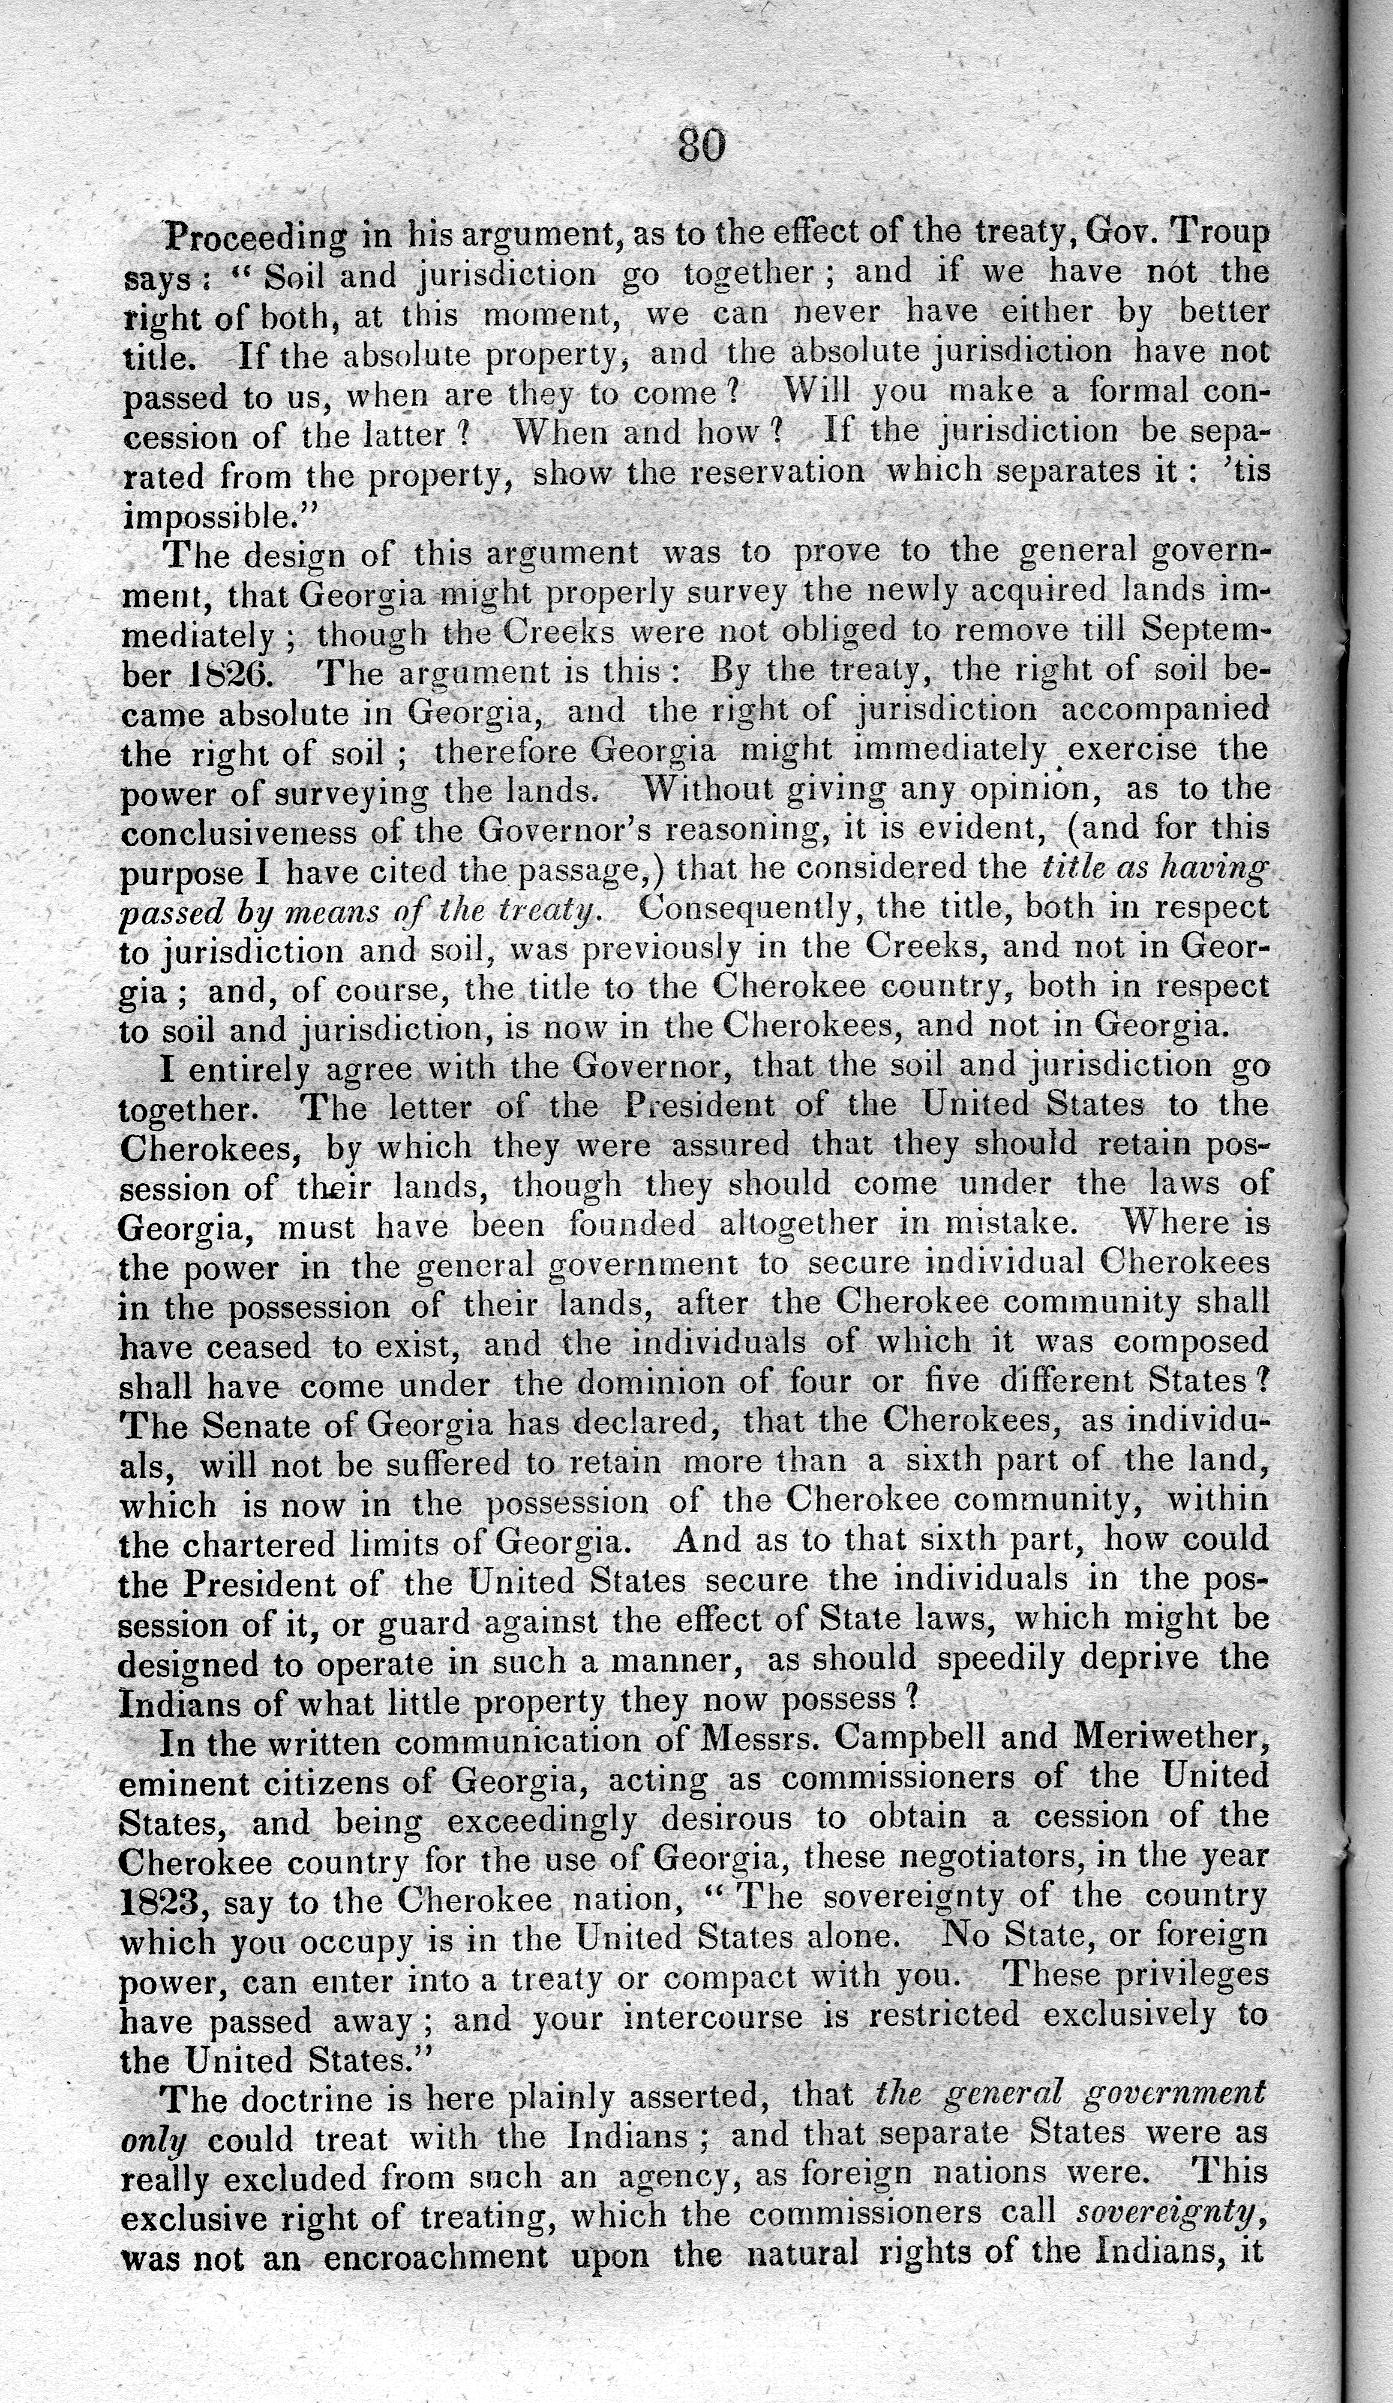 80
Proceeding in his argument, as to the effect of the treaty, Gov. Troup
says: “ Soil and jurisdiction go together ; and if we have not the
right of both, at this moment, we can never have either by better
title. If the absolute property, and the absolute jurisdiction have not
passed to us, when are they to come ? Will you make a formal con-
cession of the latter ? When and how ? If the jurisdiction be sepa-
rated from the property, show the reservation which separates it : ’tis
impossible.”
The design of this argument was to prove to the general govern-
ment, that Georgia might properly survey the newly acquired lands im-
mediately ; though the Creeks were not obliged to remove till Septem-
ber 1826. The argument is this : By the treaty, the right of soil be-
came absolute in Georgia, and the right of jurisdiction accompanied
the right of soil ; therefore Georgia might immediately exercise the
power of surveying the lands. Without giving any opinion, as to the
conclusiveness of the Governor’s reasoning, it is evident, (and for this
purpose I have cited the passage,) that he considered the title as having
passed by means of the treaty. Consequently, the title, both in respect
to jurisdiction and soil, was previously in the Creeks, and not in Geor-
gia ; and, of course, the title to the Cherokee country, both in respect
to soil and jurisdiction, is now in the Cherokees, and not in Georgia.
I entirely agree with the Governor, that the soil and jurisdiction go
together. The letter of the President of the United States to the
Cherokees, by which they were assured that they should retain pos-
session of their lands, though they should come under the laws of
Georgia, must have been founded altogether in mistake. Where is
the power in the general government to secure individual Cherokees
in the possession of their lands, after the Cherokee community shall
have ceased to exist, and the individuals of which it was composed
shall have come under the dominion of four or five different States ?
The Senate of Georgia has declared, that the Cherokees, as individu-
als, will not be suffered to retain more than a sixth part of the land,
which is now in the possession of the Cherokee community, within
the chartered limits of Georgia. And as to that sixth part, how could
the President of the United States secure the individuals in the pos-
session of it, or guard against the effect of State laws, which might be
designed to operate in such a manner, as should speedily deprive the
Indians of what little property they now possess ?
In the written communication of Messrs. Campbell and Meriwether,
eminent citizens of Georgia, acting as commissioners of the United
States, and being exceedingly desirous to obtain a cession of the
Cherokee country for the use of Georgia, these negotiators, in the year
1823, say to the Cherokee nation, “ The sovereignty of the country
which you occupy is in the United States alone. No State, or foreign
power, can enter into a treaty or compact with you. These privileges
have passed away ; and your intercourse is restricted exclusively to
the United States.”
The doctrine is here plainly asserted, that the general government
only could treat with the Indians ; and that separate States were as
really excluded from such an agency, as foreign nations were. This
exclusive right of treating, which the commissioners call sovereignty,
was not an encroachment upon the natural rights of the Indians, it